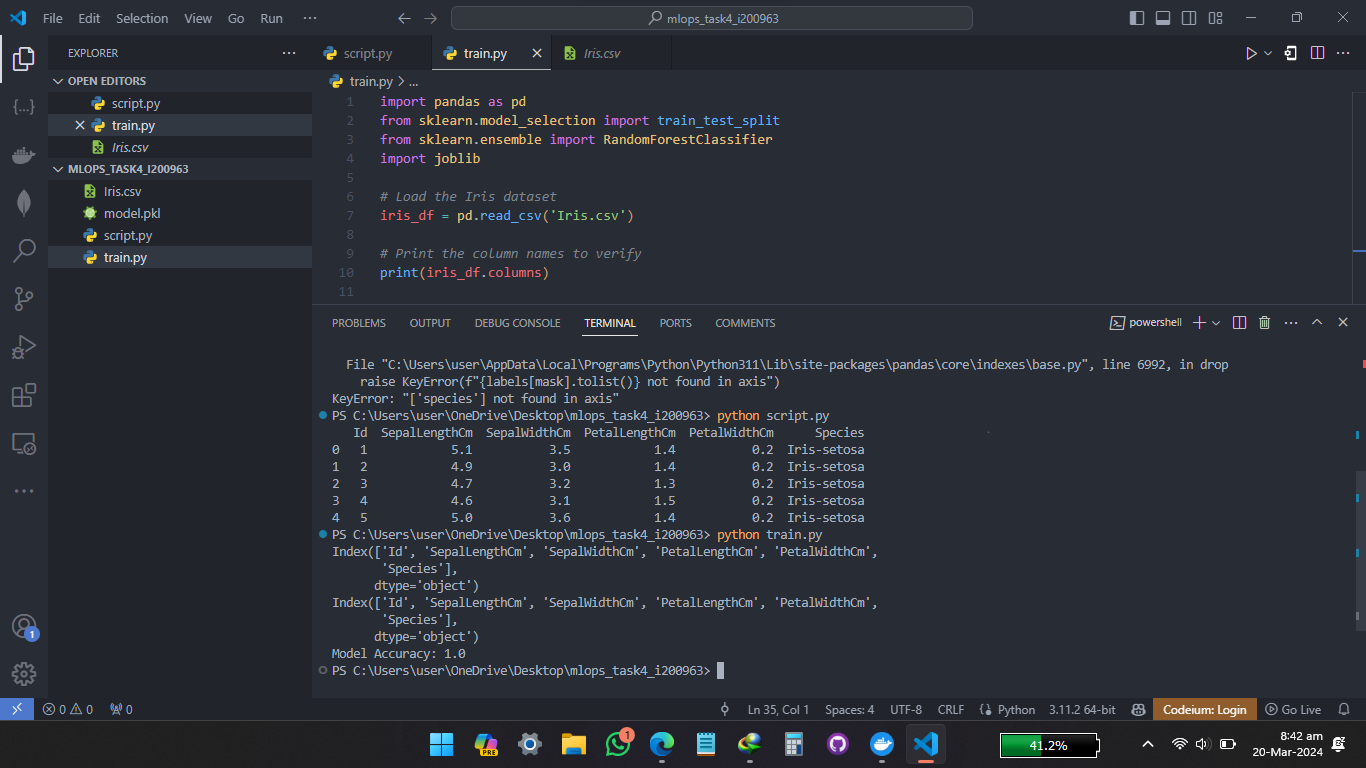 File Edit Selection View Go Run ···
mlops_task4_i200963
EXPLORER ···
OPEN EDITORS
script.py
train.py
Iris.csv
MLOPS_TASK4_I200963
Iris.csv
model.pkl
script.py
train.py
1
script.py train.py Iris.csv
train.py > ...
1 import pandas as pd
2 from sklearn.model_selection import train_test_split
3 from sklearn.ensemble import RandomForestClassifier
4 import joblib
5
6 # Load the Iris dataset
7 iris_df = pd.read_csv('Iris.csv')
8
9 # Print the column names to verify
10 print(iris_df.columns)
11
PROBLEMS OUTPUT DEBUG CONSOLE TERMINAL PORTS COMMENTS
powershell
File "C:\Users\user\AppData\Local\Programs\Python\Python311\Lib\site-packages\pandas\core\indexes\base.py", line 6992, in drop
raise KeyError(f"{labels[mask].tolist()} not found in axis")
KeyError: "['species'] not found in axis"
PS C:\Users\user\OneDrive\Desktop\mlops_task4_i200963> python script.py
Id SepalLengthCm SepalWidthCm PetalLengthCm PetalWidthCm Species
0 1 5.1 3.5 1.4 0.2 Iris-setosa
1 2 4.9 3.0 1.4 0.2 Iris-setosa
2 3 4.7 3.2 1.3 0.2 Iris-setosa
3 4 4.6 3.1 1.5 0.2 Iris-setosa
4 5 5.0 3.6 1.4 0.2 Iris-setosa
PS C:\Users\user\OneDrive\Desktop\mlops_task4_i200963> python train.py
Index(['Id', 'SepalLengthCm', 'SepalWidthCm', 'PetalLengthCm', 'PetalWidthCm',
'Species'],
dtype='object')
Index(['Id', 'SepalLengthCm', 'SepalWidthCm', 'PetalLengthCm', 'PetalWidthCm',
'Species'],
dtype='object')
Model Accuracy: 1.0
PS C:\Users\user\OneDrive\Desktop\mlops_task4_i200963>
0 0 0 Ln 35, Col 1 Spaces: 4 UTF-8 CRLF Python 3.11.2 64-bit Codeium: Login Go Live
PRE 1 41.2% 8:42 am
20-Mar-2024